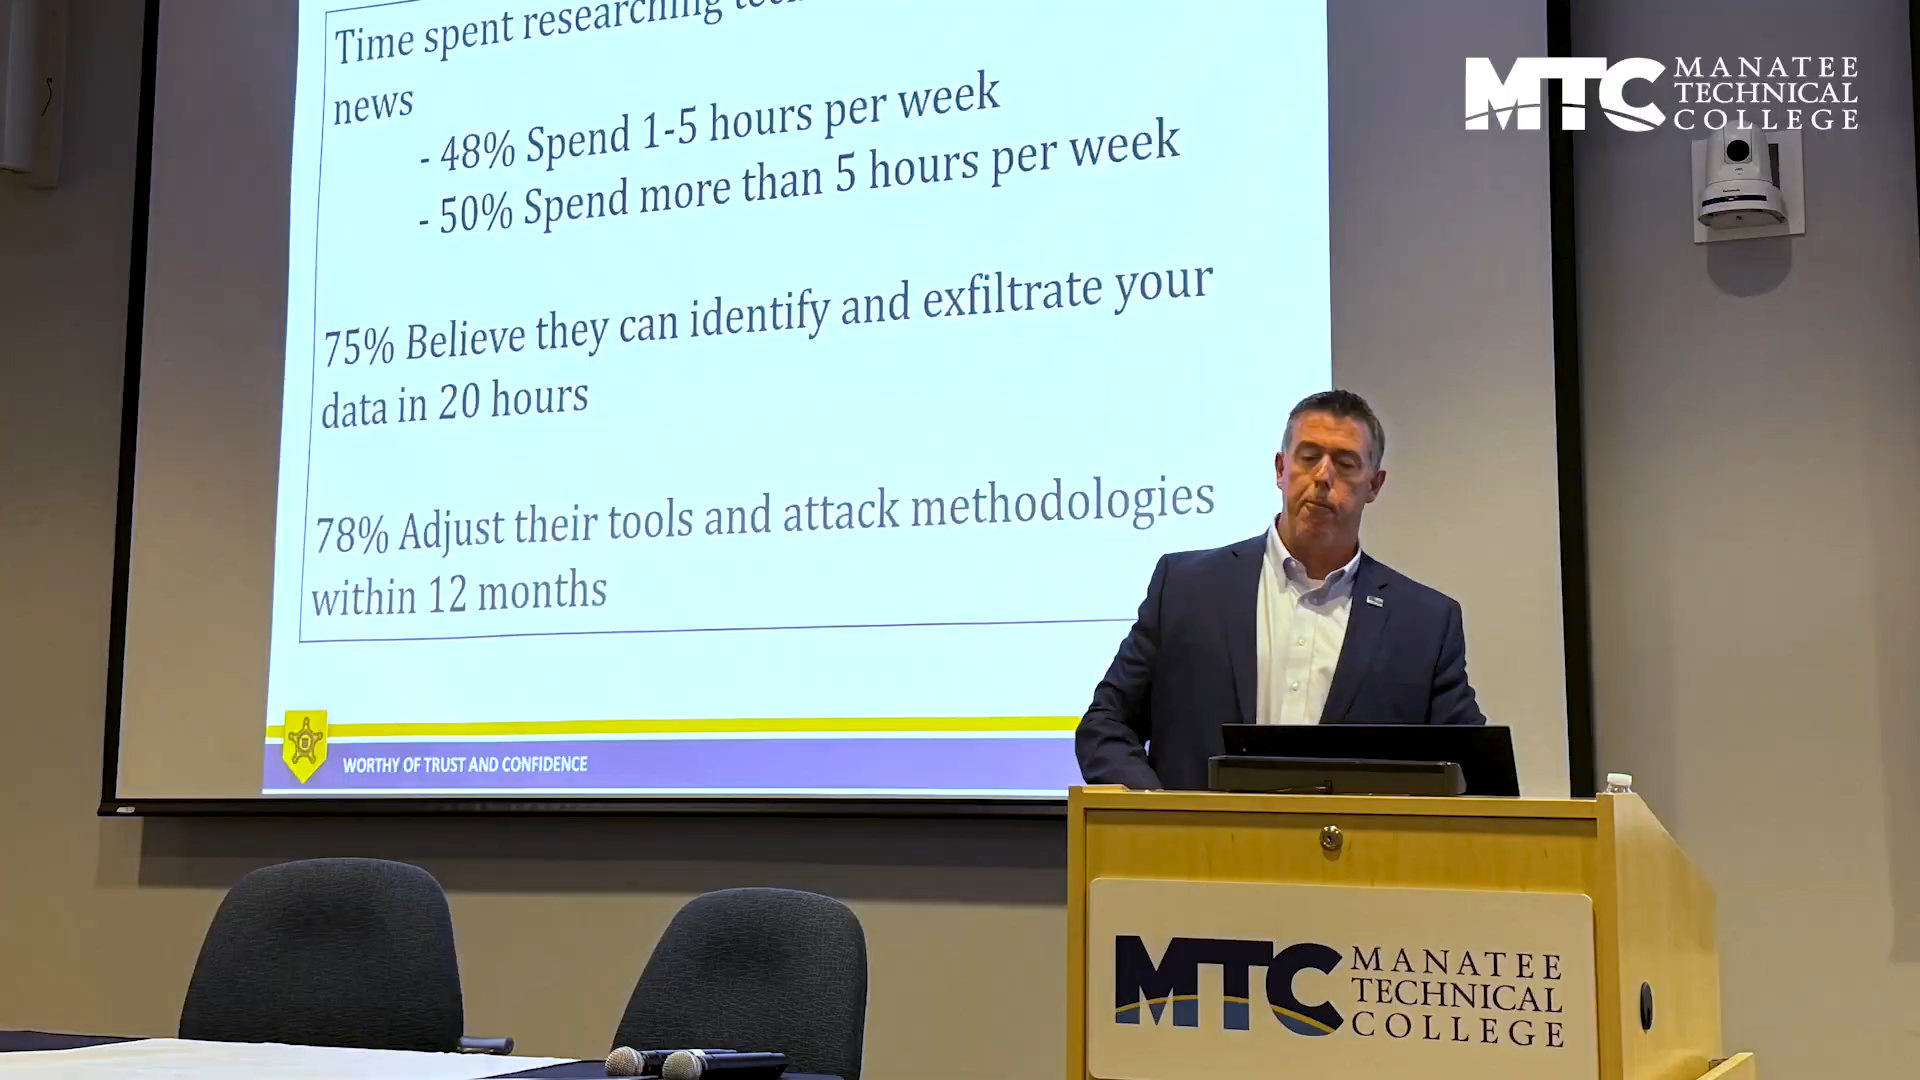 Time spent researching
news
- 48% Spend 1-5 hours per week
- 50% Spend more than 5 hours per week
75% Believe they can identify and exfiltrate your
data in 20 hours
78% Adjust their tools and attack methodologies
within 12 months
WORTHY OF TRUST AND CONFIDENCE
MTC MANATEE
TECHNICAL
COLLEGE
MTC MANATEE
TECHNICAL
COLLEGE